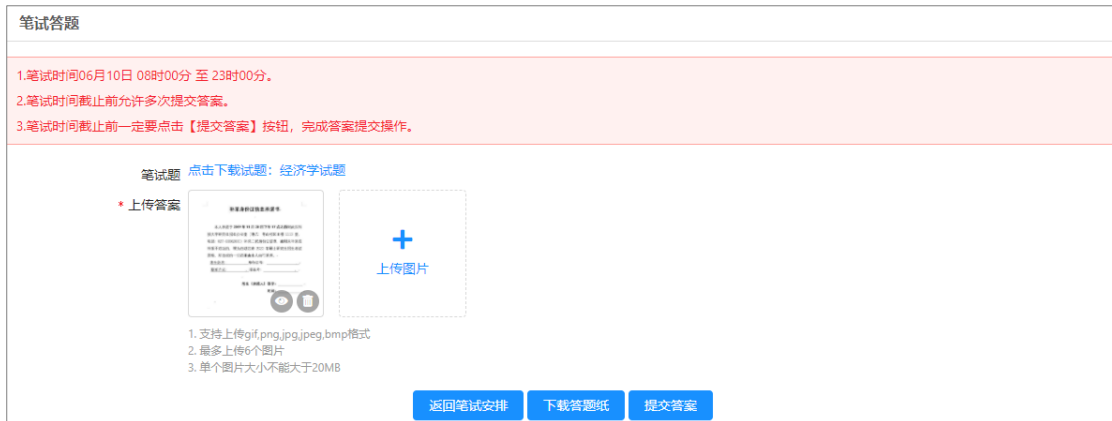 笔试答题
1.笔试时间06月10日 08时00分 至 23时00分。
2.笔试时间截止前允许多次提交答案。
3.笔试时间截止前一定要点击【提交答案】按钮，完成答案提交操作。
笔试题 点击下载试题：经济学试题
* 上传答案
上传图片
1. 支持上传gif,png,jpg,jpeg,bmp格式
2. 最多上传6个图片
3. 单个图片大小不能大于20MB
返回笔试安排 下载答题纸 提交答案